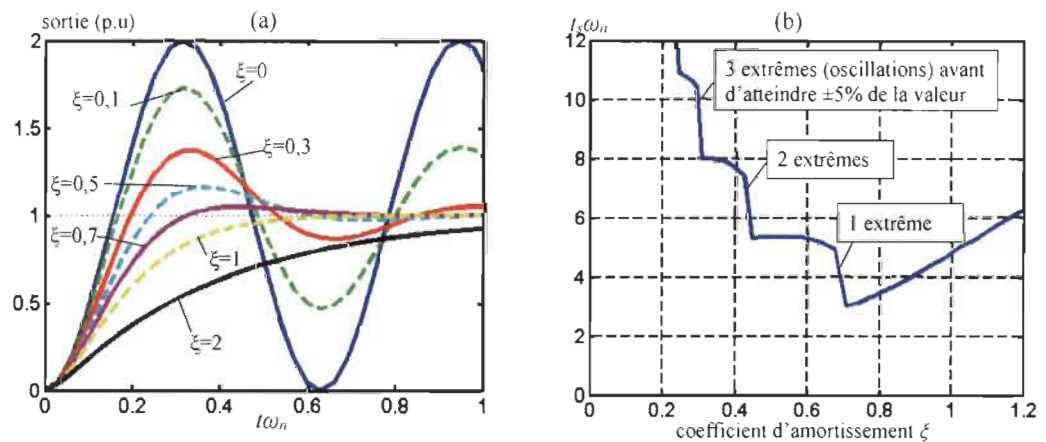 sortie (p.u)
(a)
2
1.5
1
0.5
0
0
0.2
0.4
0.6
0.8
1
tωₙ
ξ=0
ξ=0.1
ξ=0,3
ξ=0,5
ξ=0,7
ξ=1
ξ=2
tₛωₙ
(b)
12
10
8
6
4
2
0
0
0.2
0.4
0.6
0.8
1
1.2
coefficient d'amortissement ξ
3 extrêmes (oscillations) avant
d'atteindre ±5% de la valeur
2 extrêmes
1 extrême